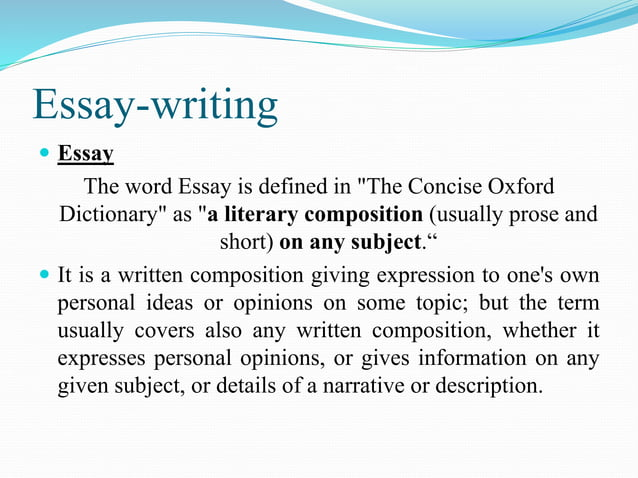 Essay-writing
• Essay
The word Essay is defined in "The Concise Oxford
Dictionary" as "a literary composition (usually prose and
short) on any subject.“
• It is a written composition giving expression to one's own
personal ideas or opinions on some topic; but the term
usually covers also any written composition, whether it
expresses personal opinions, or gives information on any
given subject, or details of a narrative or description.